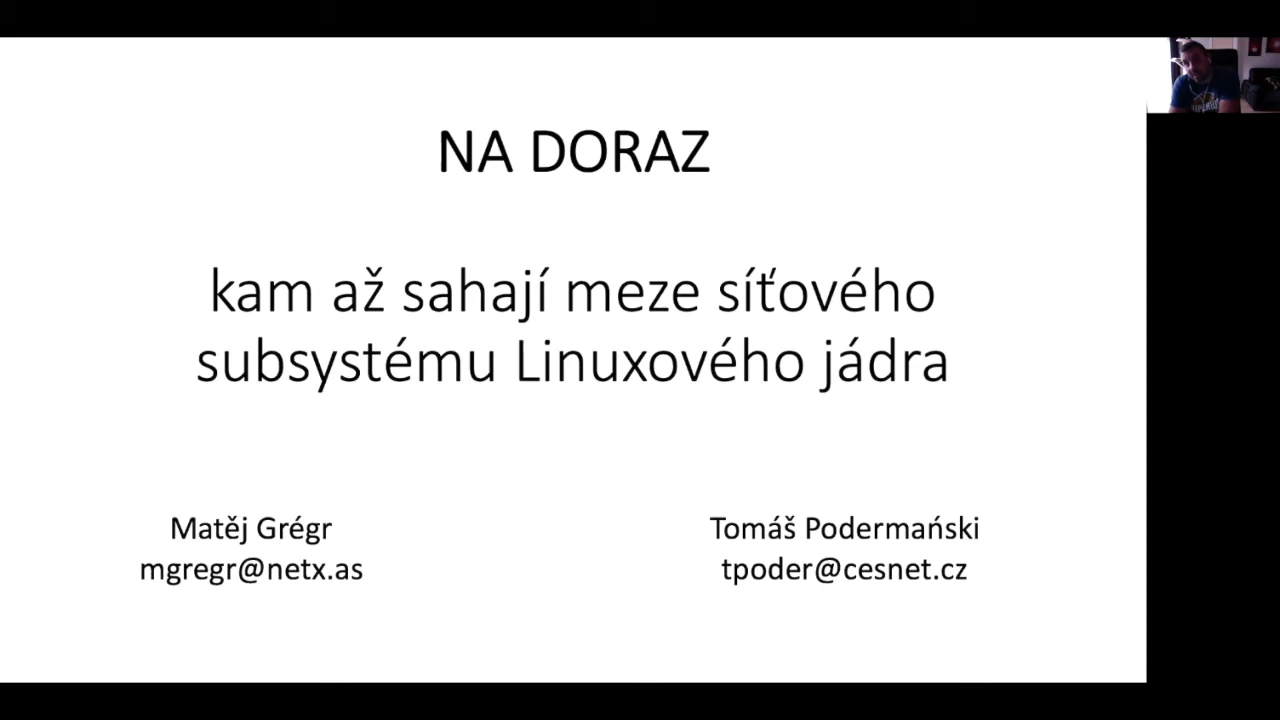 NA DORAZ
kam až sahají meze síťového
subsystému Linuxového jádra
Matěj Grégr
mgregr@netx.as
Tomáš Podermański
tpoder@cesnet.cz